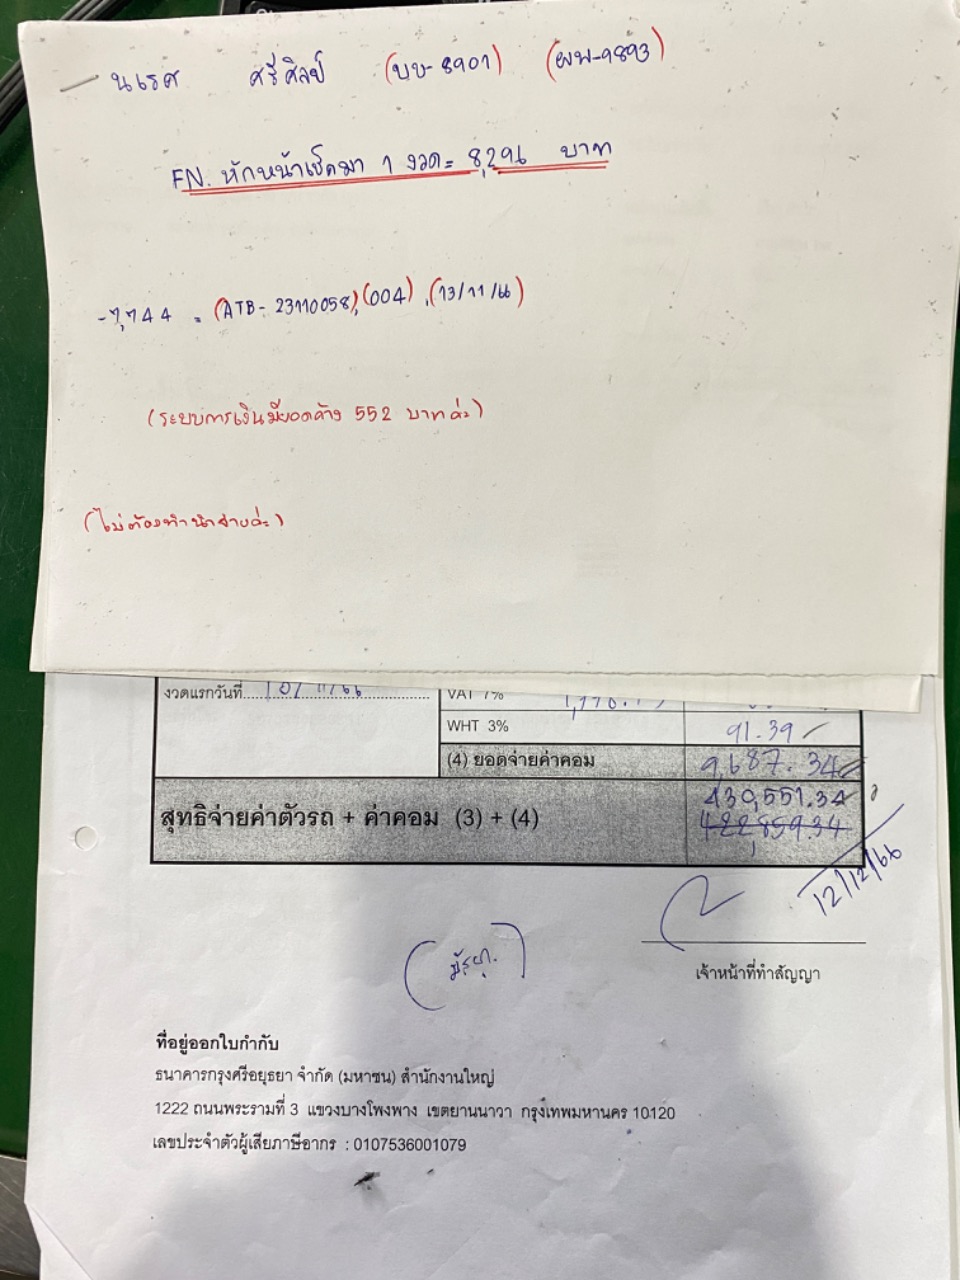 นเรศ ศรีศิลป์ (บบ-8901) (ผพ-9893)
FN. หักหน้าเช็คมา 1 งวด = 8,296 บาท
-7,744 = (ATB-23110058),(004),(13/11/66)
(ระบบการเงินมียอดค้าง 552 บาทค่ะ)
(ไม่ต้องทำนำจ่ายค่ะ)
งวดแรกวันที่ 10/11/66
VAT 7%
WHT 3% 91.39
(4) ยอดจ่ายค่าคอม 9,687.34
439,551.34
สุทธิจ่ายค่าตัวรถ + ค่าคอม (3) + (4) 422,859.34
12/12/66
เจ้าหน้าที่ทำสัญญา
ที่อยู่ออกใบกำกับ
ธนาคารกรุงศรีอยุธยา จำกัด (มหาชน) สำนักงานใหญ่
1222 ถนนพระรามที่ 3 แขวงบางโพงพาง เขตยานนาวา กรุงเทพมหานคร 10120
เลขประจำตัวผู้เสียภาษีอากร : 0107536001079